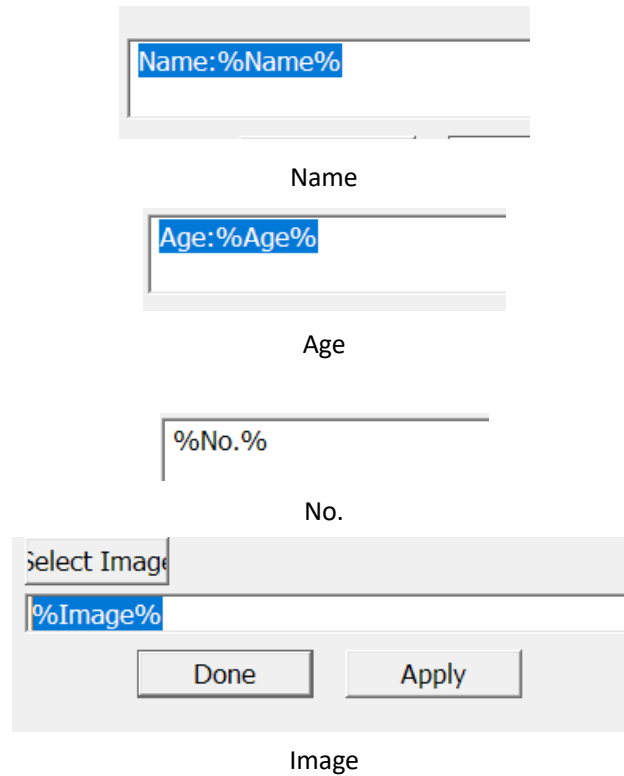 Name:%Name%
Name
Age:%Age%
Age
%No.%
No.
Select Image
%Image%
Done Apply
Image